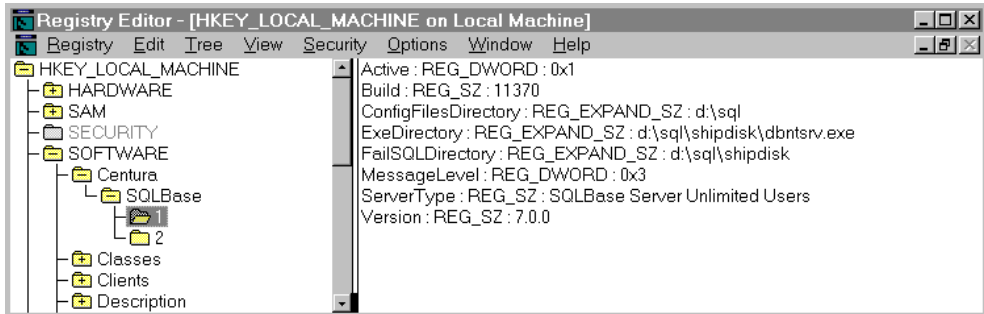 Registry Editor - [HKEY_LOCAL_MACHINE on Local Machine]
Registry Edit Tree View Security Options Window Help
HKEY_LOCAL_MACHINE
HARDWARE
SAM
SECURITY
SOFTWARE
Centura
SQLBase
1
2
Classes
Clients
Description
Active : REG_DWORD : 0x1
Build : REG_SZ : 11370
ConfigFilesDirectory : REG_EXPAND_SZ : d:\sql
ExeDirectory : REG_EXPAND_SZ : d:\sql\shipdisk\dbntsrv.exe
FailSQLDirectory : REG_EXPAND_SZ : d:\sql\shipdisk
MessageLevel : REG_DWORD : 0x3
ServerType : REG_SZ : SQLBase Server Unlimited Users
Version : REG_SZ : 7.0.0